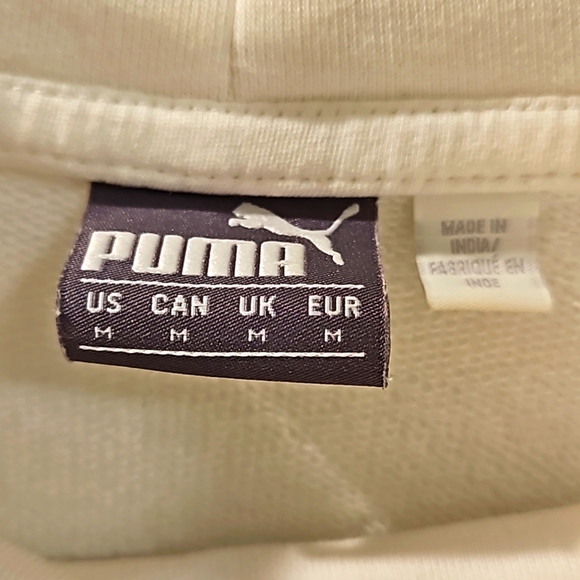 PUMA
US CAN UK EUR
M M M M
MADE IN
INDIA/
FABRIQUÉ EN
INDE